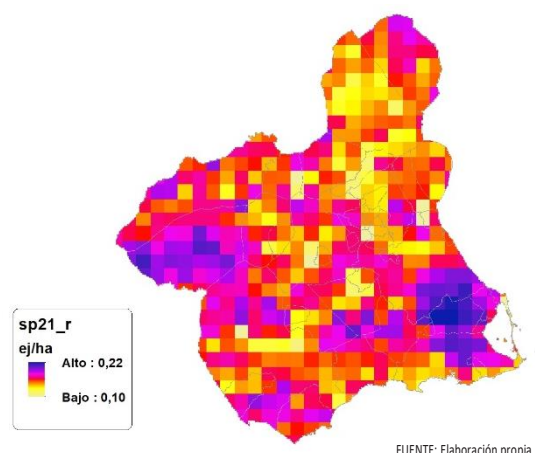 sp21_r
ej/ha
Alto : 0,22
Bajo : 0,10
FUENTE: Elaboración propia